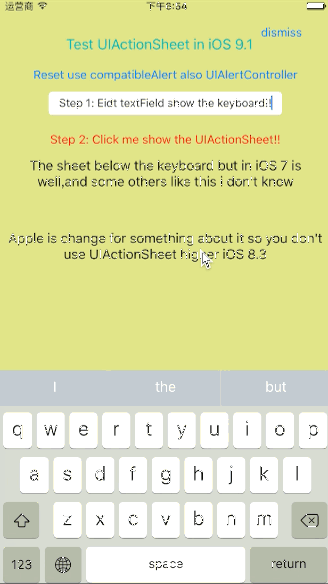 运营商 下午3:54
dismiss
Test UIActionSheet in iOS 9.1
Reset use compatibleAlert also UIAlertController
Step 1: Eidt textField show the keyboard!!
Step 2: Click me show the UIActionSheet!!
The sheet below the keyboard but in iOS 7 is
well,and some others like this i don't know
Apple is change for something about it so you don't
use UIActionSheet higher iOS 8.3
I the but
q w e r t y u i o p
a s d f g h j k l
z x c v b n m
123 space return